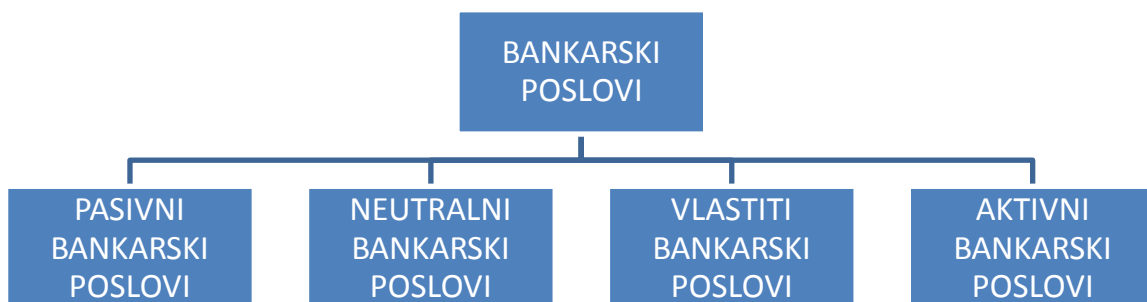 BANKARSKI
POSLOVI
PASIVNI
BANKARSKI
POSLOVI
NEUTRALNI
BANKARSKI
POSLOVI
VLASTITI
BANKARSKI
POSLOVI
AKTIVNI
BANKARSKI
POSLOVI